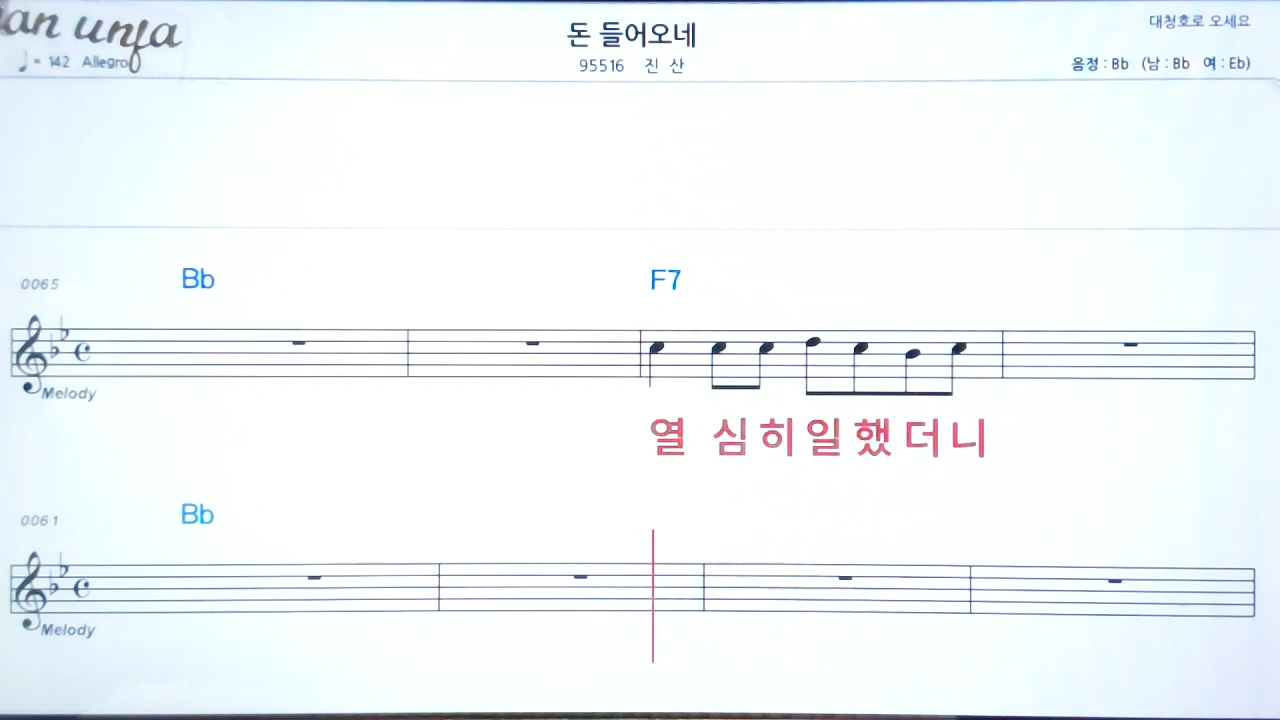 돈 들어오네
대청호로 오세요
= 142 Allegro
95516 진 산
음정 : Bb (남 : Bb 여 : Eb)
0065
Bb F7
Melody
열 심히일했더니
0061
Bb
Melody